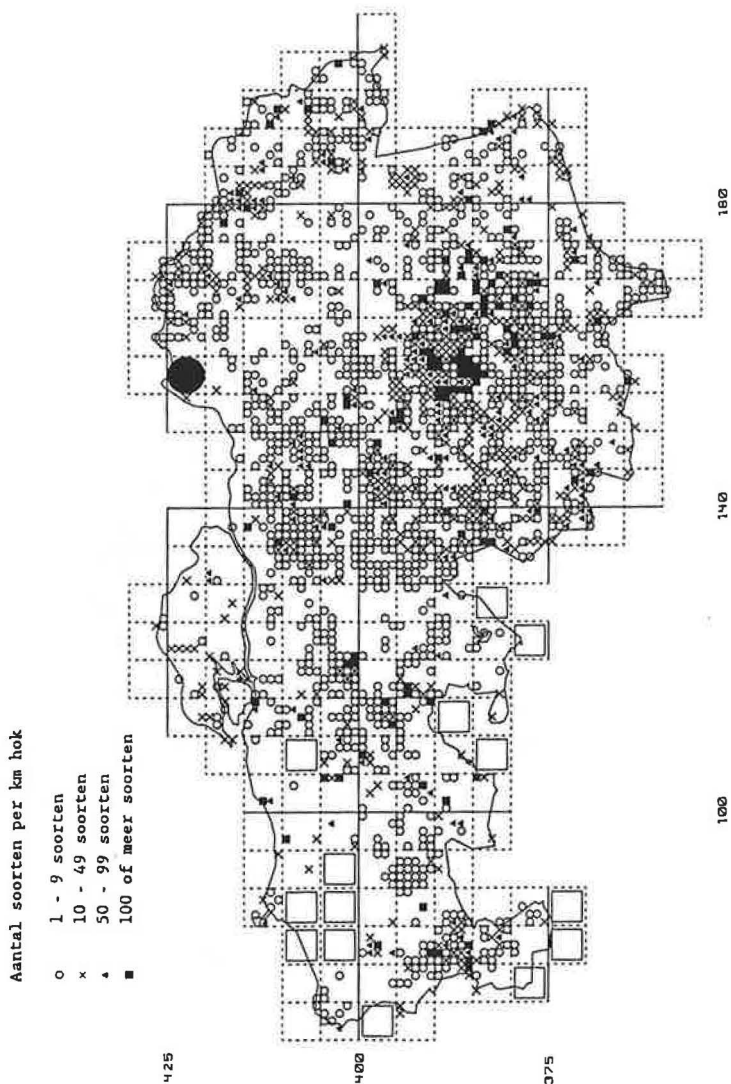 Aantal soorten per km hok
o 1 - 9 soorten
× 10 - 49 soorten
▲ 50 - 99 soorten
■ 100 of meer soorten
425
400
375
100
140
180